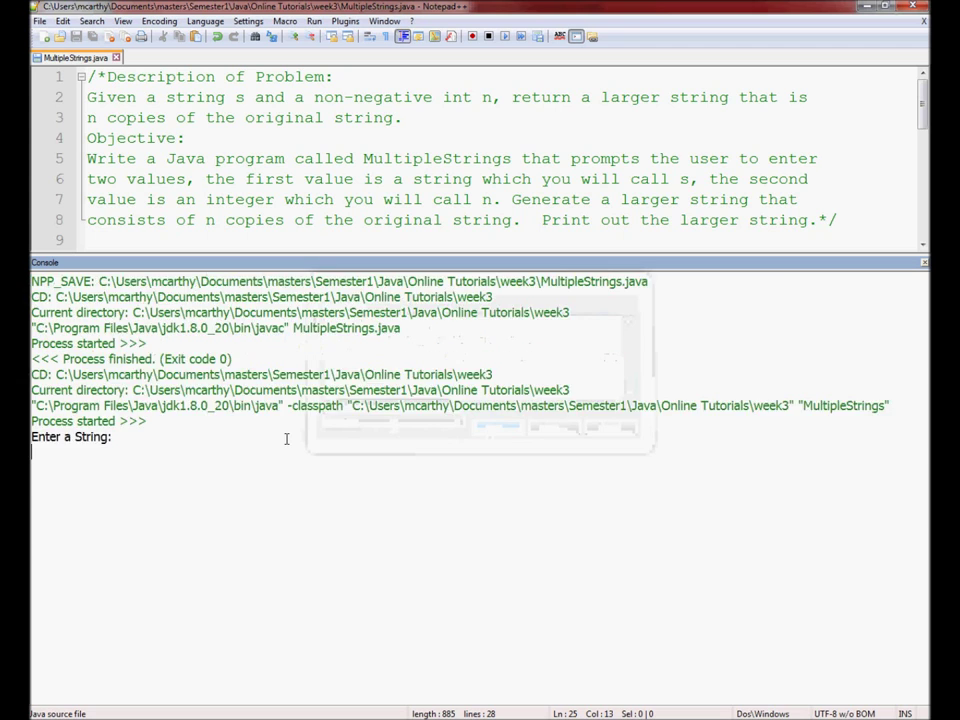 C:\Users\mcarthy\Documents\masters\Semester1\Java\Online Tutorials\week3\MultipleStrings.java - Notepad++
File Edit Search View Encoding Language Settings Macro Run Plugins Window ?
X
ABC
MultipleStrings.java
1 /*Description of Problem:
2 Given a string s and a non-negative int n, return a larger string that is
3 n copies of the original string.
4 Objective:
5 Write a Java program called MultipleStrings that prompts the user to enter
6 two values, the first value is a string which you will call s, the second
7 value is an integer which you will call n. Generate a larger string that
8 consists of n copies of the original string.  Print out the larger string.*/
9
Console
NPP_SAVE: C:\Users\mcarthy\Documents\masters\Semester1\Java\Online Tutorials\week3\MultipleStrings.java
CD: C:\Users\mcarthy\Documents\masters\Semester1\Java\Online Tutorials\week3
Current directory: C:\Users\mcarthy\Documents\masters\Semester1\Java\Online Tutorials\week3
"C:\Program Files\Java\jdk1.8.0_20\bin\javac" MultipleStrings.java
Process started >>>
<<< Process finished. (Exit code 0)
CD: C:\Users\mcarthy\Documents\masters\Semester1\Java\Online Tutorials\week3
Current directory: C:\Users\mcarthy\Documents\masters\Semester1\Java\Online Tutorials\week3
"C:\Program Files\Java\jdk1.8.0_20\bin\java" -classpath "C:\Users\mcarthy\Documents\masters\Semester1\Java\Online Tutorials\week3" "MultipleStrings"
Process started >>>
Enter a String:
Java source file length : 885 lines : 28 Ln : 25 Col : 13 Sel : 0 | 0 Dos\Windows UTF-8 w/o BOM INS